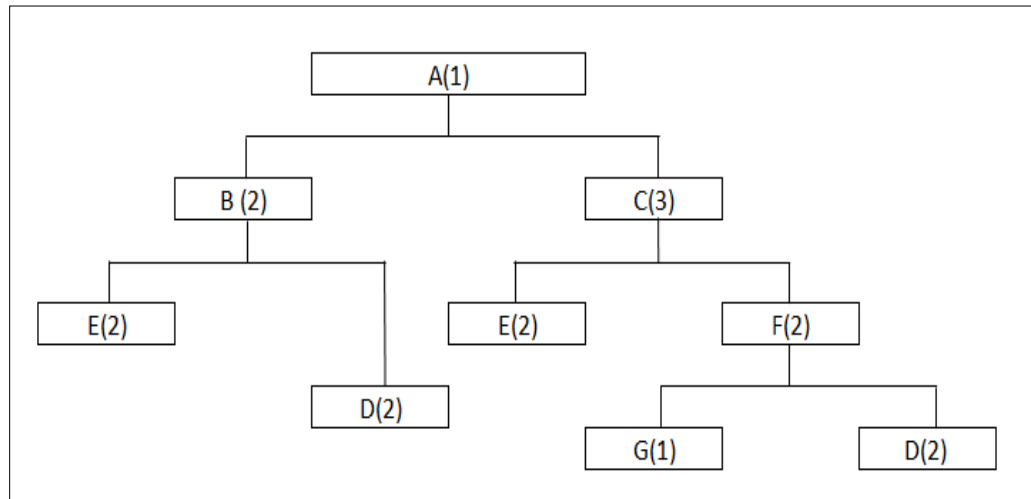 A(1)
B (2)
C(3)
E(2)
E(2)
F(2)
D(2)
G(1)
D(2)